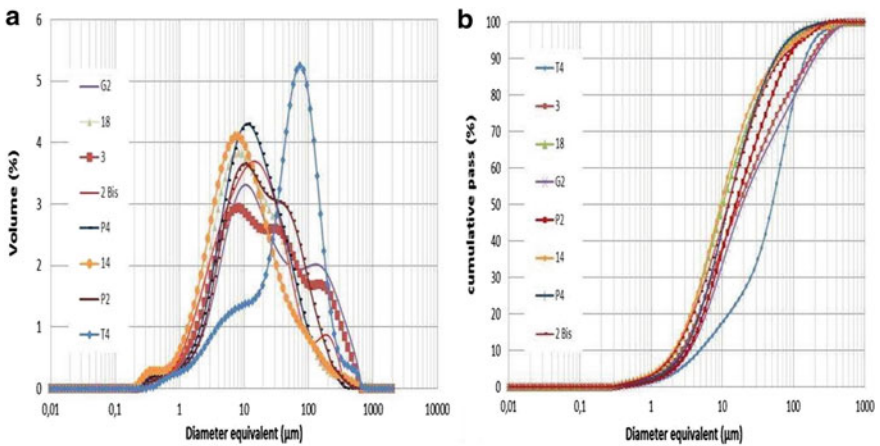 a
Volume (%)
6
5
4
3
2
1
0
G2
18
3
2 Bis
P4
14
P2
T4
0,01 0,1 1 10 100 1000 10000
Diameter equivalent (µm)
b
cumulative pass (%)
100
90
80
70
60
50
40
30
20
10
0
T4
3
18
G2
P2
14
P4
2 Bis
0,01 0,1 1 10 100 1000
Diameter equivalent (µm)